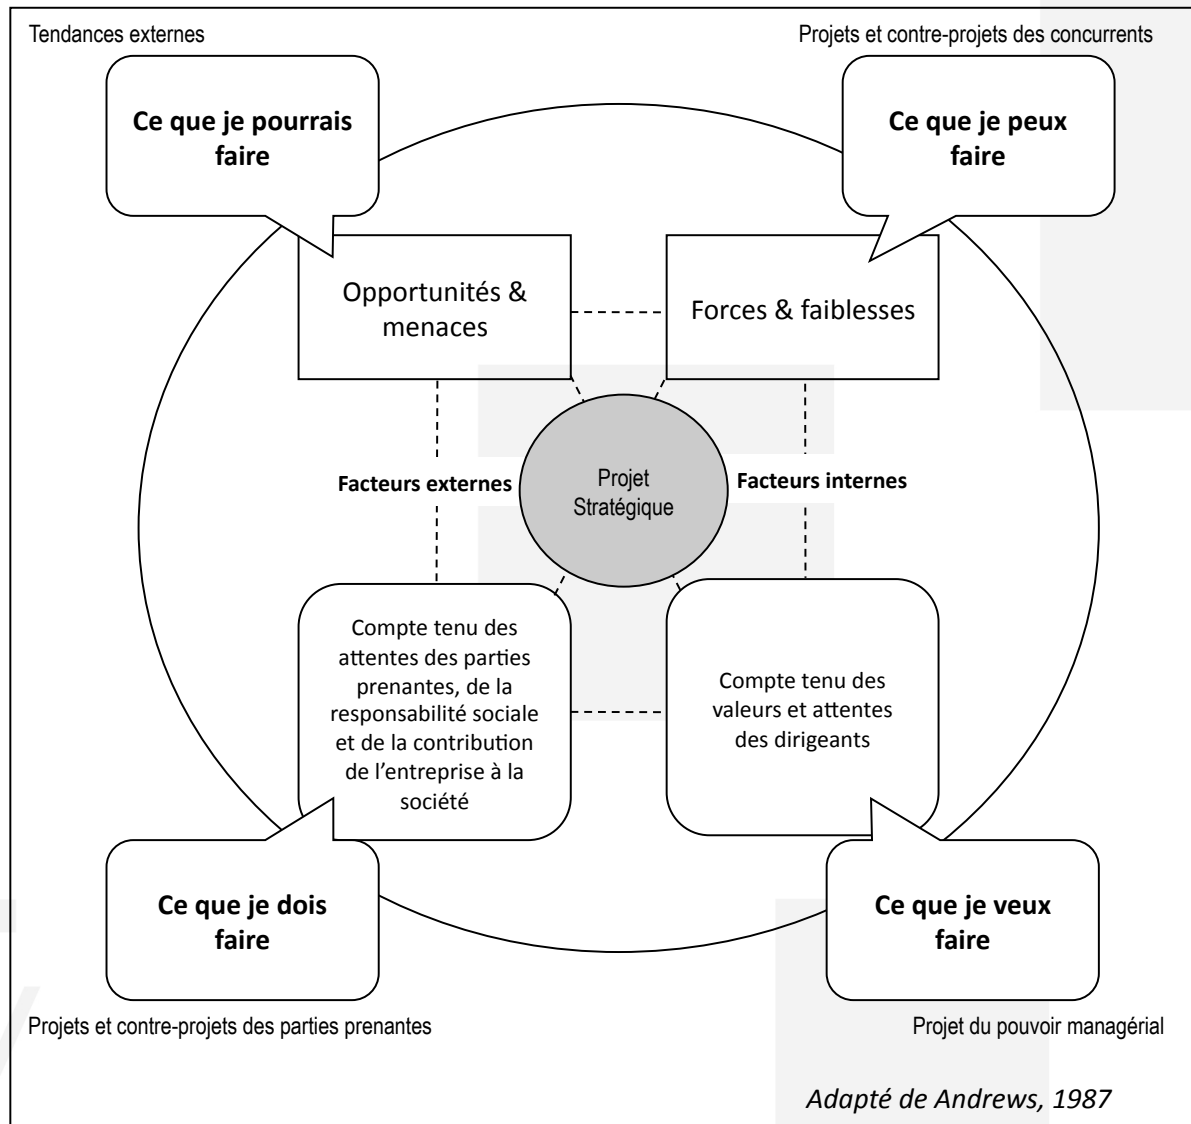 Tendances externes
Projets et contre-projets des concurrents
Ce que je pourrais
faire
Ce que je peux
faire
Opportunités &
menaces
Forces & faiblesses
Facteurs externes
Projet
Stratégique
Facteurs internes
Compte tenu des
attentes des parties
prenantes, de la
responsabilité sociale
et de la contribution
de l’entreprise à la
société
Compte tenu des
valeurs et attentes
des dirigeants
Ce que je dois
faire
Ce que je veux
faire
Projets et contre-projets des parties prenantes
Projet du pouvoir managérial
Adapté de Andrews, 1987